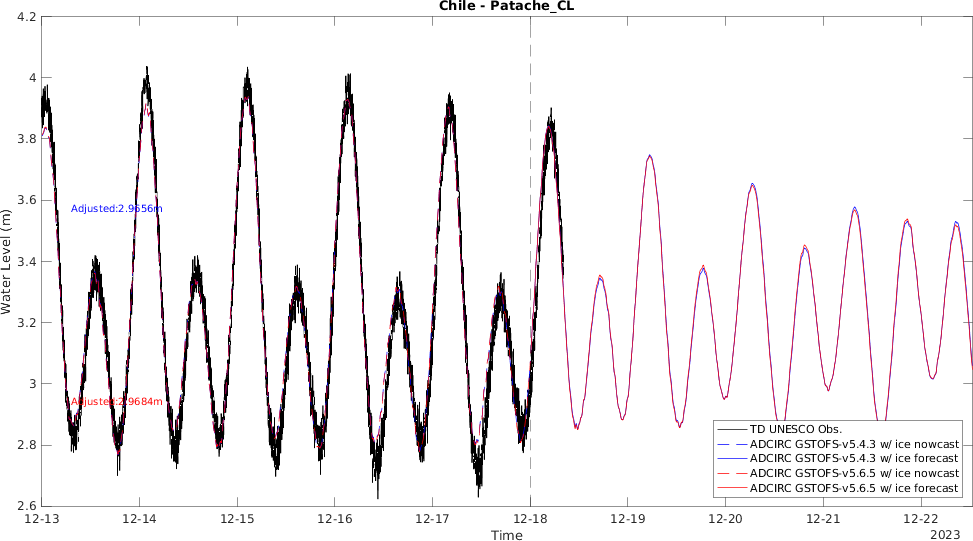 Chile - Patache_CL
4.2
4
3.8
3.6
3.4
3.2
3
2.8
2.6
Water Level (m)
Adjusted:2.9656m
Adjusted:2.9684m
TD UNESCO Obs.
ADCIRC GSTOFS-v5.4.3 w/ ice nowcast
ADCIRC GSTOFS-v5.4.3 w/ ice forecast
ADCIRC GSTOFS-v5.6.5 w/ ice nowcast
ADCIRC GSTOFS-v5.6.5 w/ ice forecast
12-13 12-14 12-15 12-16 12-17 12-18 12-19 12-20 12-21 12-22
Time
2023